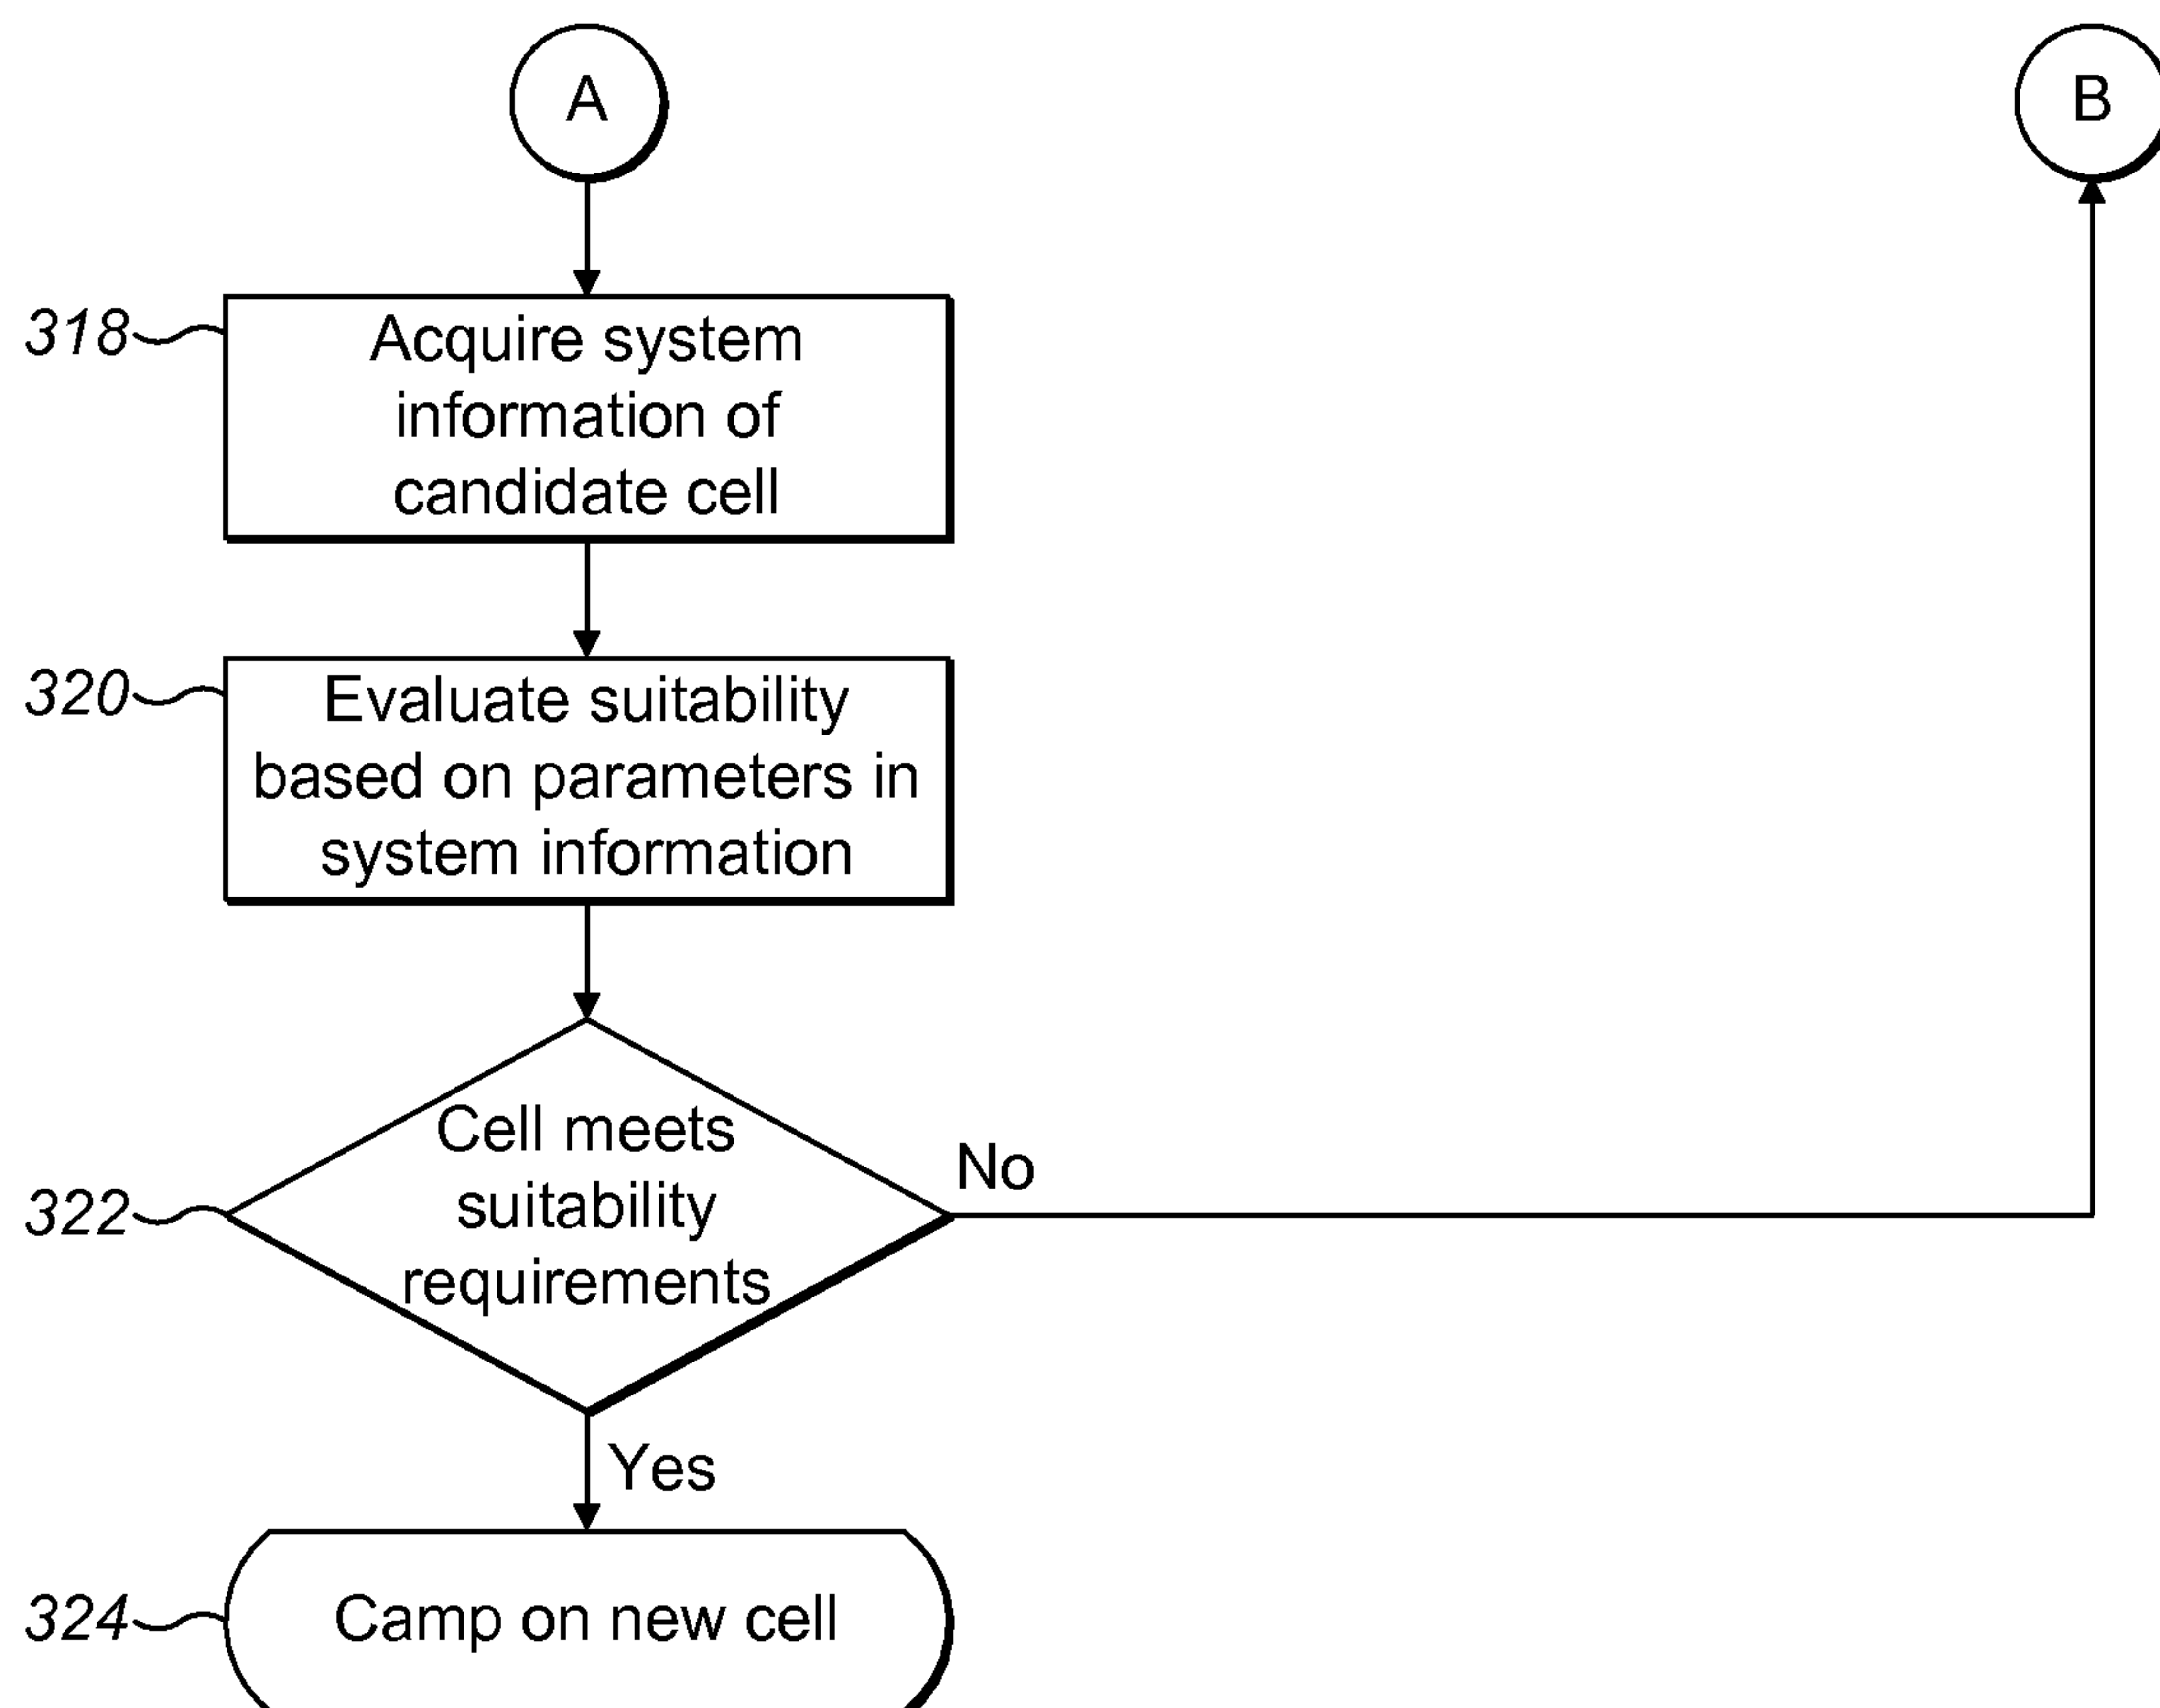 A
B
318
Acquire system
information of
candidate cell
320
Evaluate suitability
based on parameters in
system information
322
Cell meets
suitability
requirements
No
Yes
324
Camp on new cell